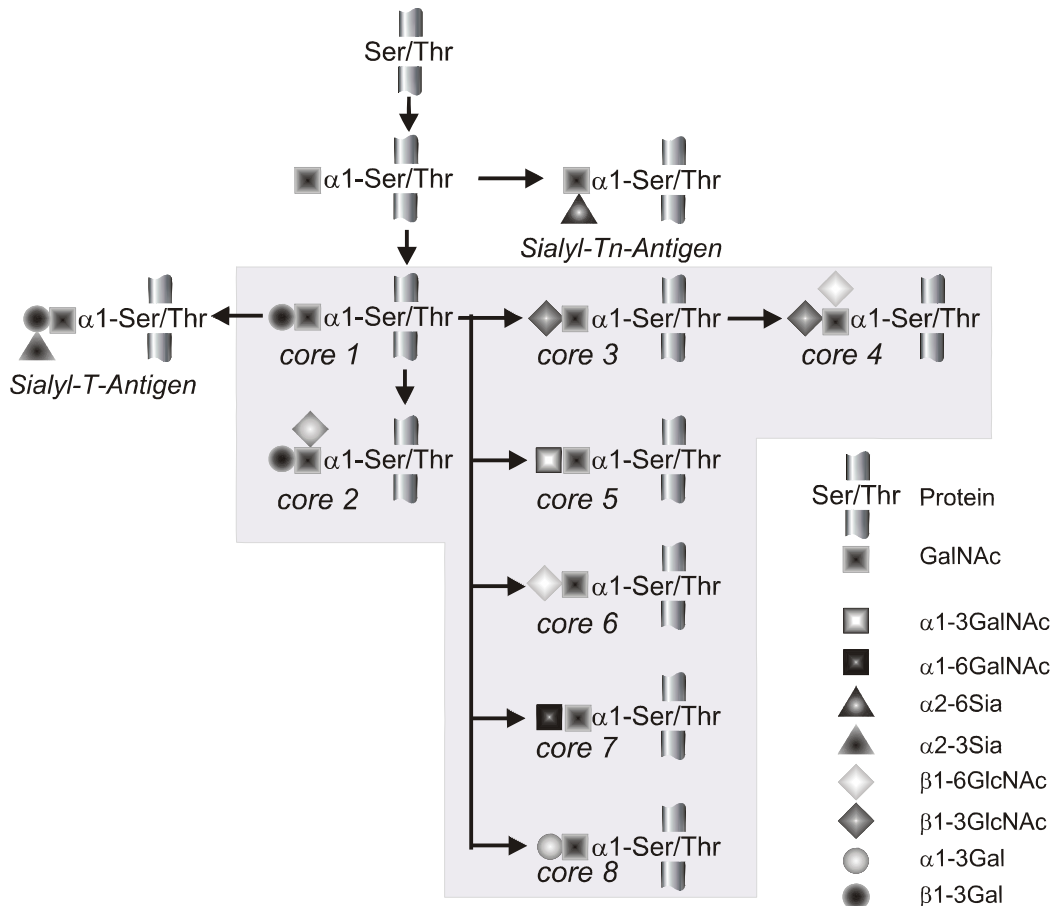 Ser/Thr
α1-Ser/Thr
α1-Ser/Thr
Sialyl-Tn-Antigen
α1-Ser/Thr
Sialyl-T-Antigen
α1-Ser/Thr
core 1
α1-Ser/Thr
core 3
α1-Ser/Thr
core 4
α1-Ser/Thr
core 2
α1-Ser/Thr
core 5
α1-Ser/Thr
core 6
α1-Ser/Thr
core 7
α1-Ser/Thr
core 8
Ser/Thr Protein
GalNAc
α1-3GalNAc
α1-6GalNAc
α2-6Sia
α2-3Sia
β1-6GlcNAc
β1-3GlcNAc
α1-3Gal
β1-3Gal